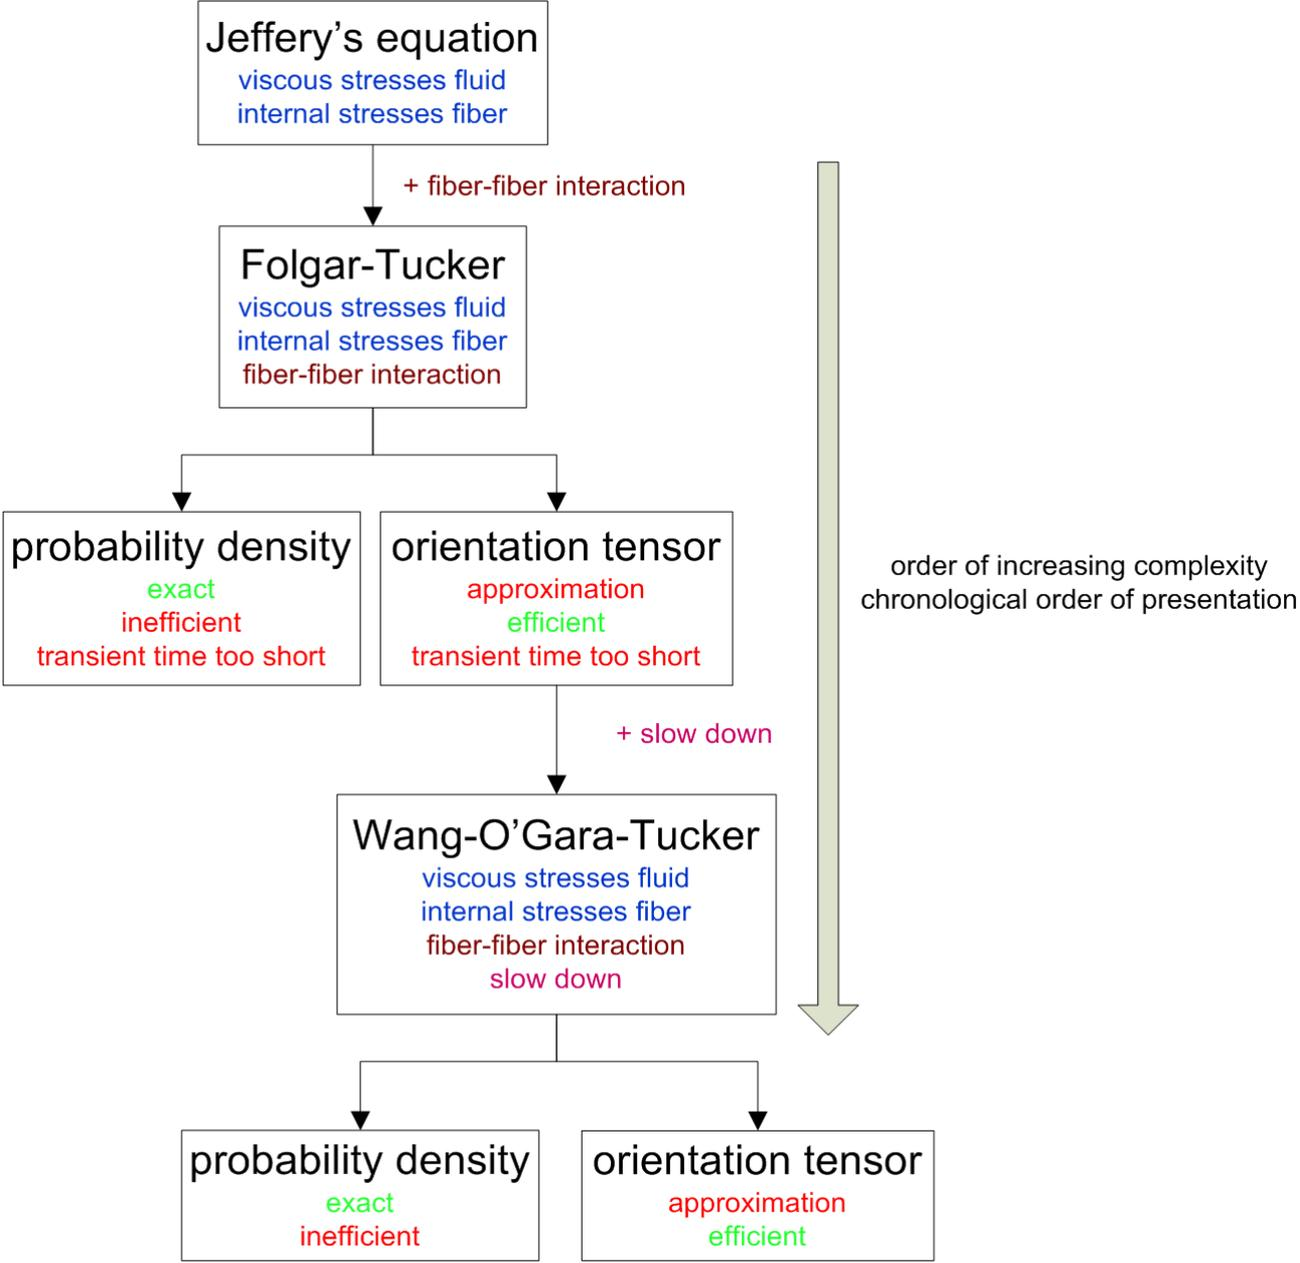 Jeffery’s equation
viscous stresses fluid
internal stresses fiber
+ fiber-fiber interaction
Folgar-Tucker
viscous stresses fluid
internal stresses fiber
fiber-fiber interaction
probability density
exact
inefficient
transient time too short
orientation tensor
approximation
efficient
transient time too short
order of increasing complexity
chronological order of presentation
+ slow down
Wang-O’Gara-Tucker
viscous stresses fluid
internal stresses fiber
fiber-fiber interaction
slow down
probability density
exact
inefficient
orientation tensor
approximation
efficient